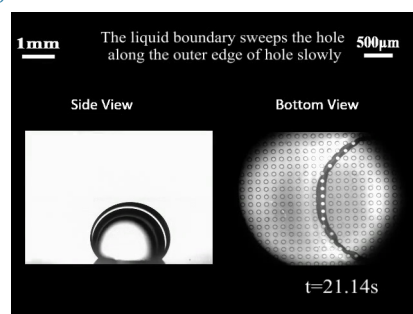 1mm
The liquid boundary sweeps the hole
along the outer edge of hole slowly
500μm
Side View
Bottom View
t=21.14s